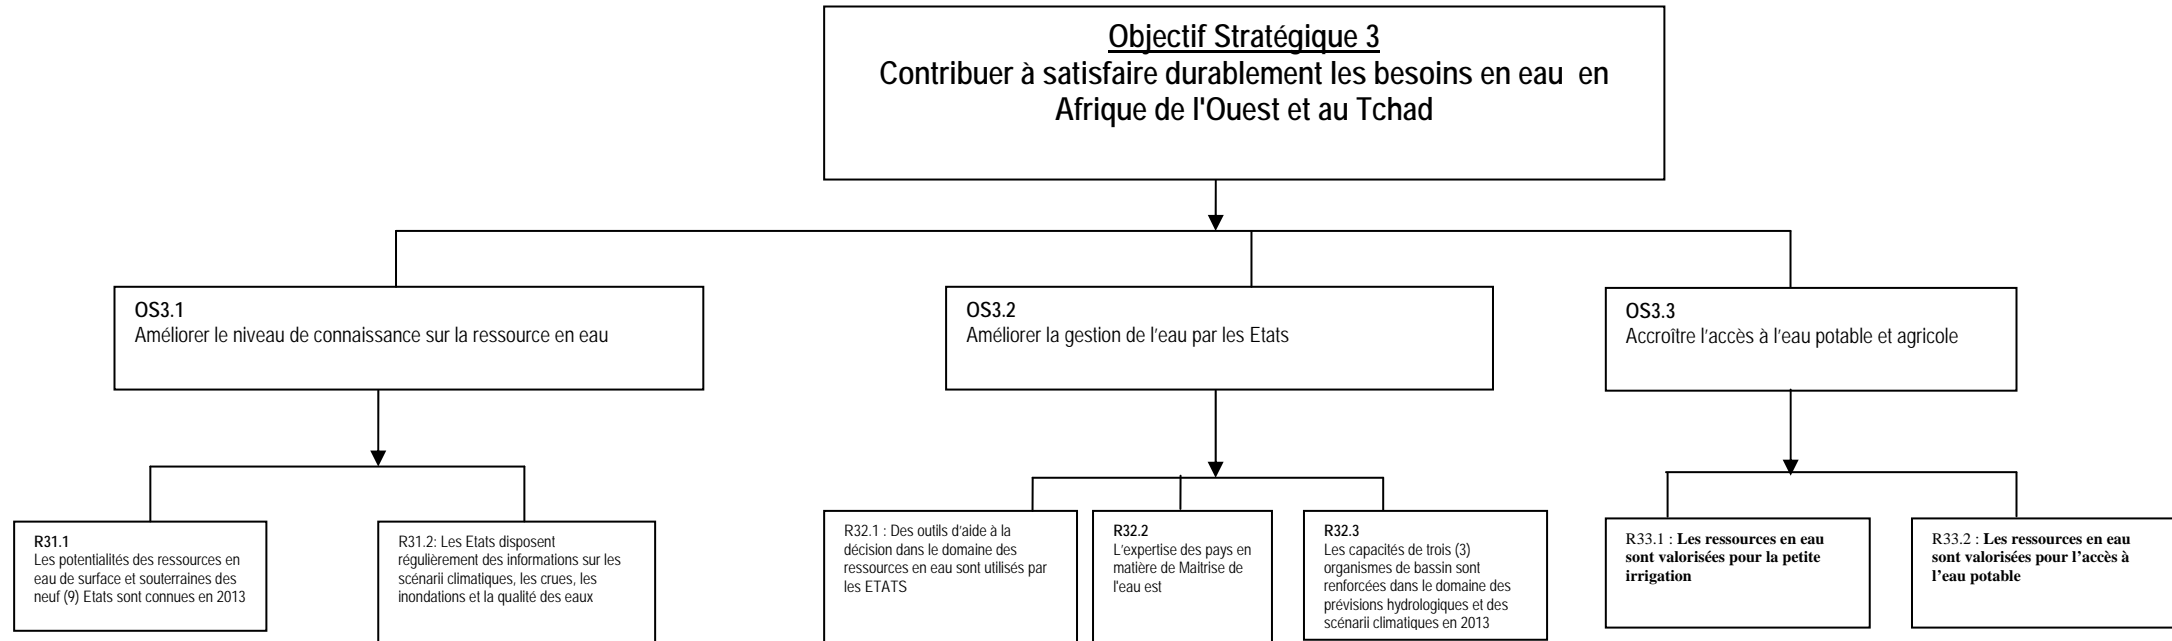 Objectif Stratégique 3
Contribuer à satisfaire durablement les besoins en eau  en
Afrique de l'Ouest et au Tchad
OS3.1
Améliorer le niveau de connaissance sur la ressource en eau
OS3.2
Améliorer la gestion de l'eau par les Etats
OS3.3
Accroître l'accès à l'eau potable et agricole
R31.1
Les potentialités des ressources en
eau de surface et souterraines des
neuf (9) Etats sont connues en 2013
R31.2: Les Etats disposent
régulièrement des informations sur les
scénarii climatiques, les crues, les
inondations et la qualité des eaux
R32.1 : Des outils d'aide à la
décision dans le domaine des
ressources en eau sont utilisés par
les ETATS
R32.2
L'expertise des pays en
matière de Maitrise de
l'eau est
R32.3
Les capacités de trois (3)
organismes de bassin sont
renforcées dans le domaine des
prévisions hydrologiques et des
scénarii climatiques en 2013
R33.1 : Les ressources en eau
sont valorisées pour la petite
irrigation
R33.2 : Les ressources en eau
sont valorisées pour l'accès à
l'eau potable